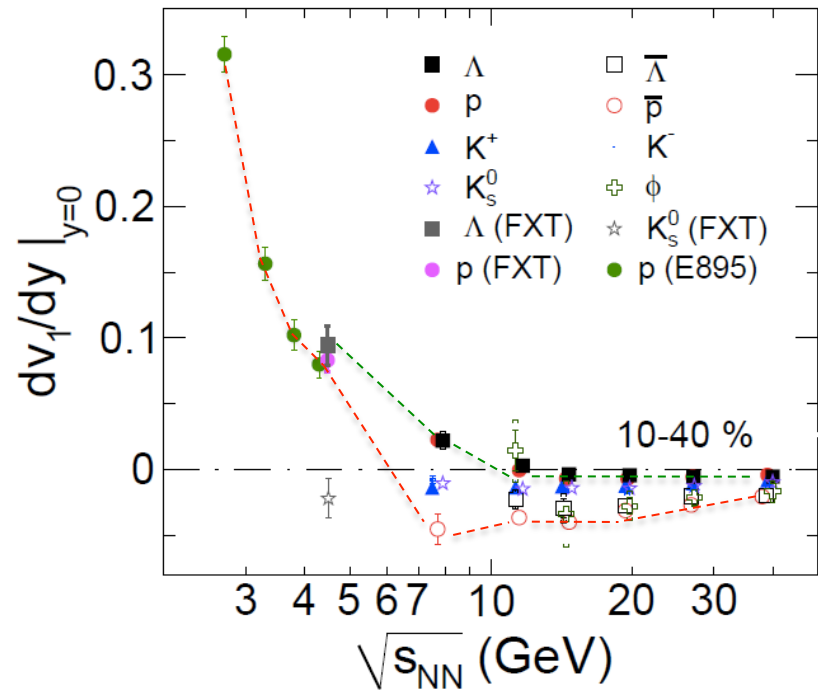 0.3
0.2
0.1
0
dv₁/dy |y=0
Λ
Λ̅
p
p̅
K⁺
K⁻
K⁰ₛ
ϕ
Λ (FXT)
K⁰ₛ (FXT)
p (FXT)
p (E895)
10-40 %
3 4 5 6 7 10 20 30
√sNN (GeV)